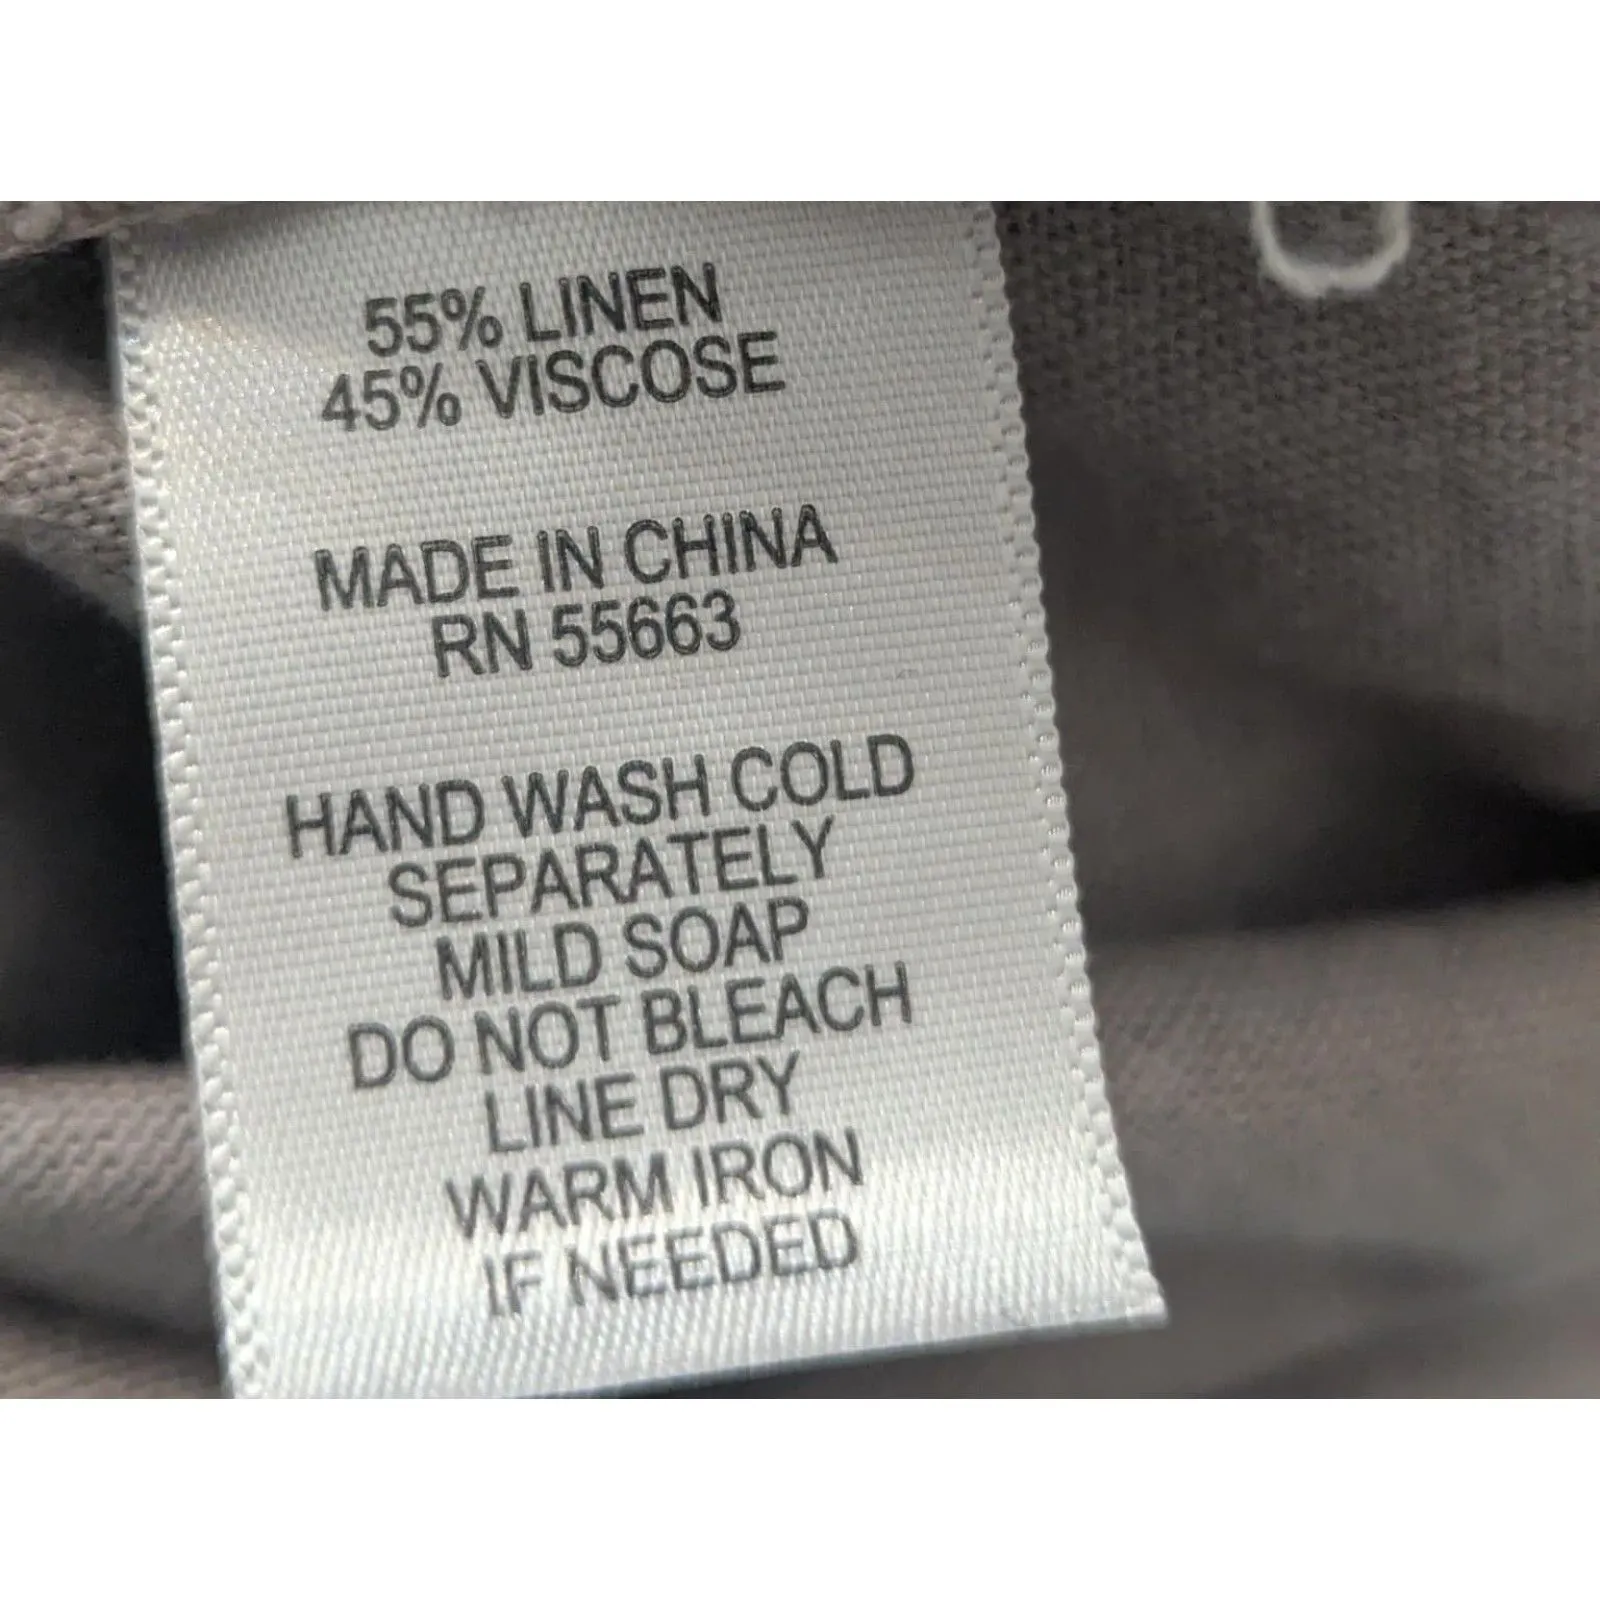 55% LINEN
45% VISCOSE
MADE IN CHINA
RN 55663
HAND WASH COLD
SEPARATELY
MILD SOAP
DO NOT BLEACH
LINE DRY
WARM IRON
IF NEEDED